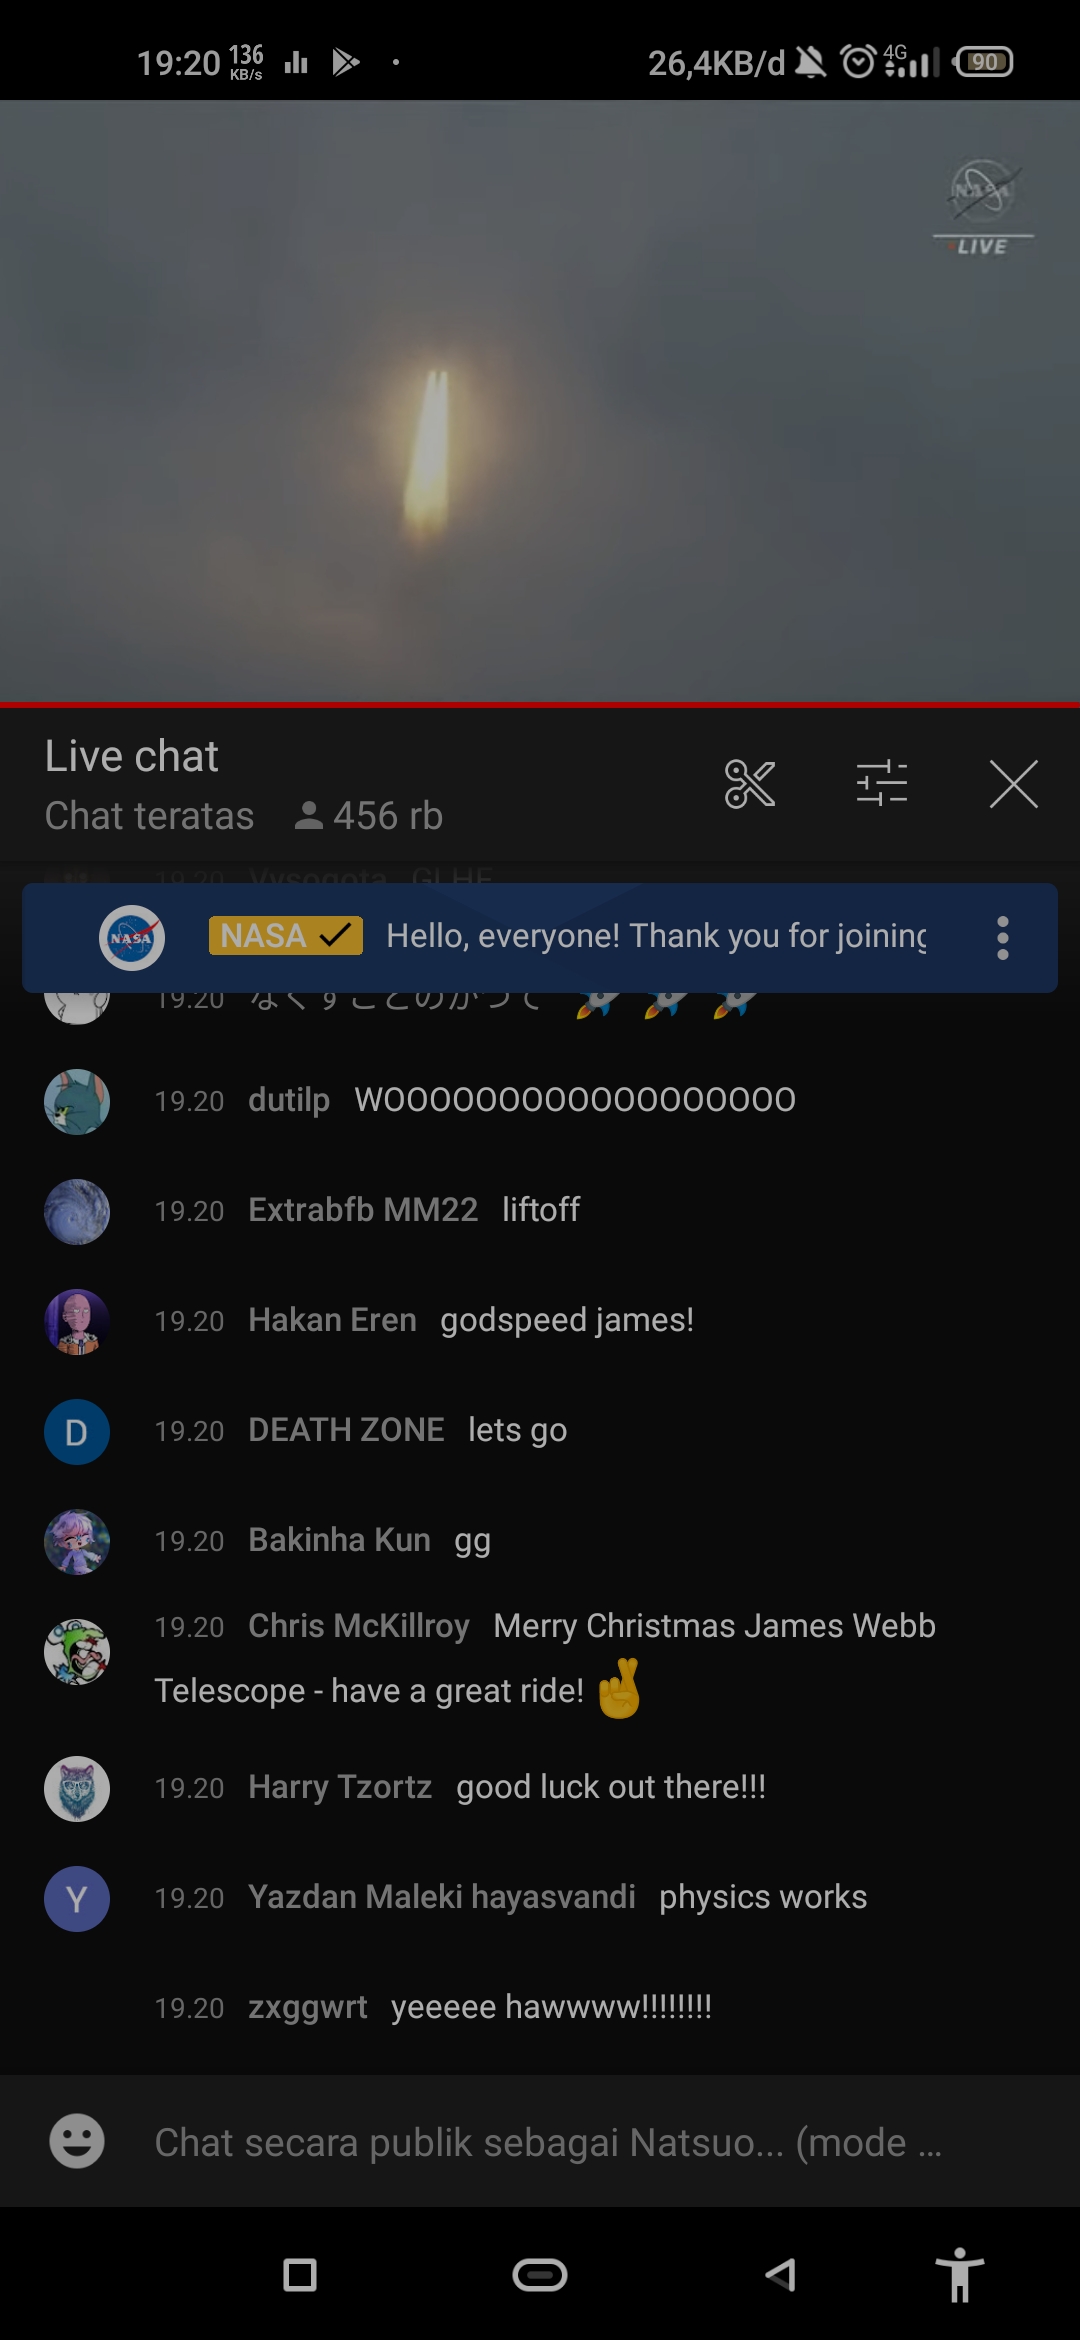 19:20 136 KB/s 26,4KB/d 4G 90
NASA
LIVE
Live chat
Chat teratas 456 rb
19.20 Vysogota GLHF
NASA NASA Hello, everyone! Thank you for joining
19.20 なくすことのかって 🚀 🚀 🚀
19.20 dutilp WOOOOOOOOOOOOOOOOOO
19.20 Extrabfb MM22 liftoff
19.20 Hakan Eren godspeed james!
D 19.20 DEATH ZONE lets go
19.20 Bakinha Kun gg
19.20 Chris McKillroy Merry Christmas James Webb
Telescope - have a great ride! 🤞
19.20 Harry Tzortz good luck out there!!!
Y 19.20 Yazdan Maleki hayasvandi physics works
19.20 zxggwrt yeeeee hawwww!!!!!!!!
Chat secara publik sebagai Natsuo... (mode ...